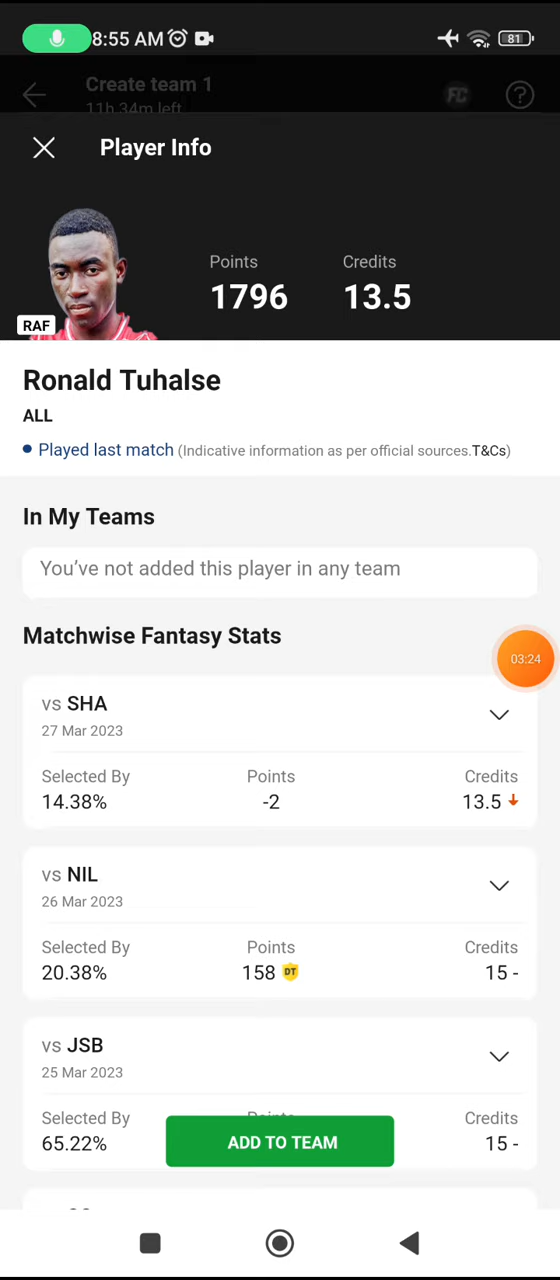 8:55 AM
81
Create team 1
11h 34m left
FC
?
Player Info
Points
Credits
1796
13.5
RAF
Ronald Tuhalse
ALL
Played last match (Indicative information as per official sources.T&Cs)
In My Teams
You've not added this player in any team
Matchwise Fantasy Stats
03:24
vs SHA
27 Mar 2023
Selected By
Points
Credits
14.38%
-2
13.5
vs NIL
26 Mar 2023
Selected By
Points
Credits
20.38%
158 DT
15 -
vs JSB
25 Mar 2023
Selected By
Points
Credits
65.22%
ADD TO TEAM
15 -